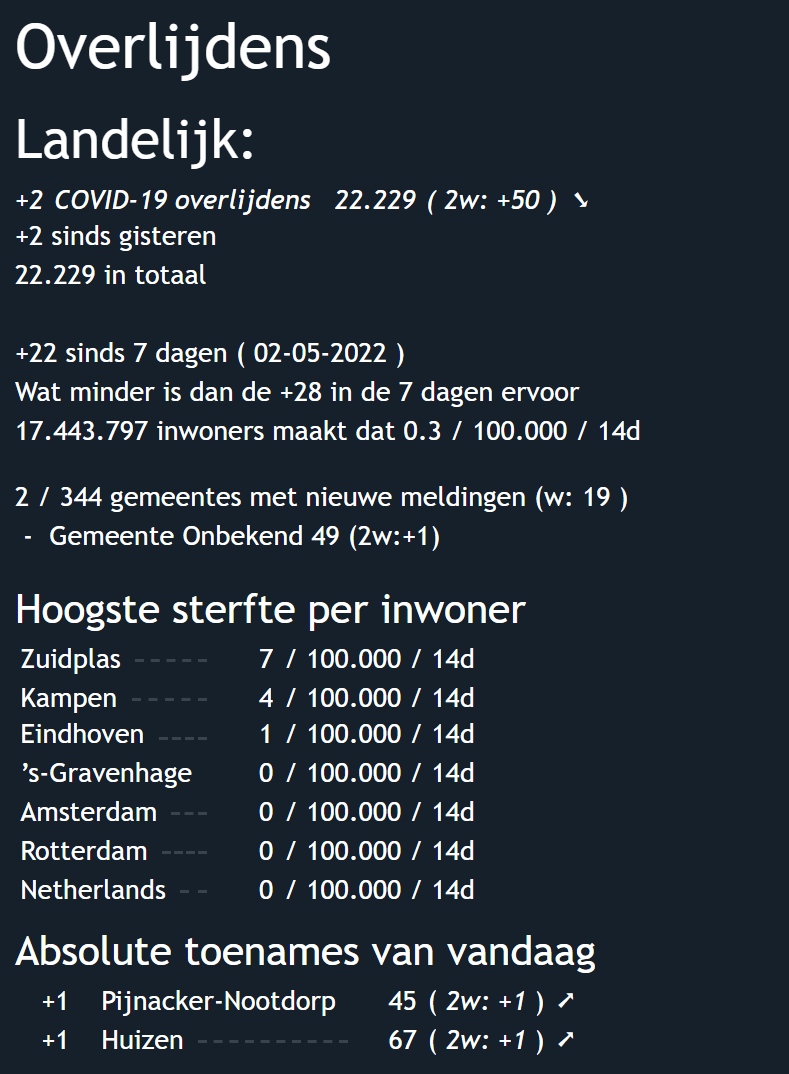 Overlijdens
Landelijk:
+2 COVID-19 overlijdens 22.229 ( 2w: +50 ) ➘
+2 sinds gisteren
22.229 in totaal
+22 sinds 7 dagen ( 02-05-2022 )
Wat minder is dan de +28 in de 7 dagen ervoor
17.443.797 inwoners maakt dat 0.3 / 100.000 / 14d
2 / 344 gemeentes met nieuwe meldingen (w: 19 )
- Gemeente Onbekend 49 (2w:+1)
Hoogste sterfte per inwoner
Zuidplas ----- 7 / 100.000 / 14d
Kampen ----- 4 / 100.000 / 14d
Eindhoven ---- 1 / 100.000 / 14d
’s-Gravenhage 0 / 100.000 / 14d
Amsterdam --- 0 / 100.000 / 14d
Rotterdam ---- 0 / 100.000 / 14d
Netherlands -- 0 / 100.000 / 14d
Absolute toenames van vandaag
+1 Pijnacker-Nootdorp 45 ( 2w: +1 ) ➚
+1 Huizen ---------- 67 ( 2w: +1 ) ➚